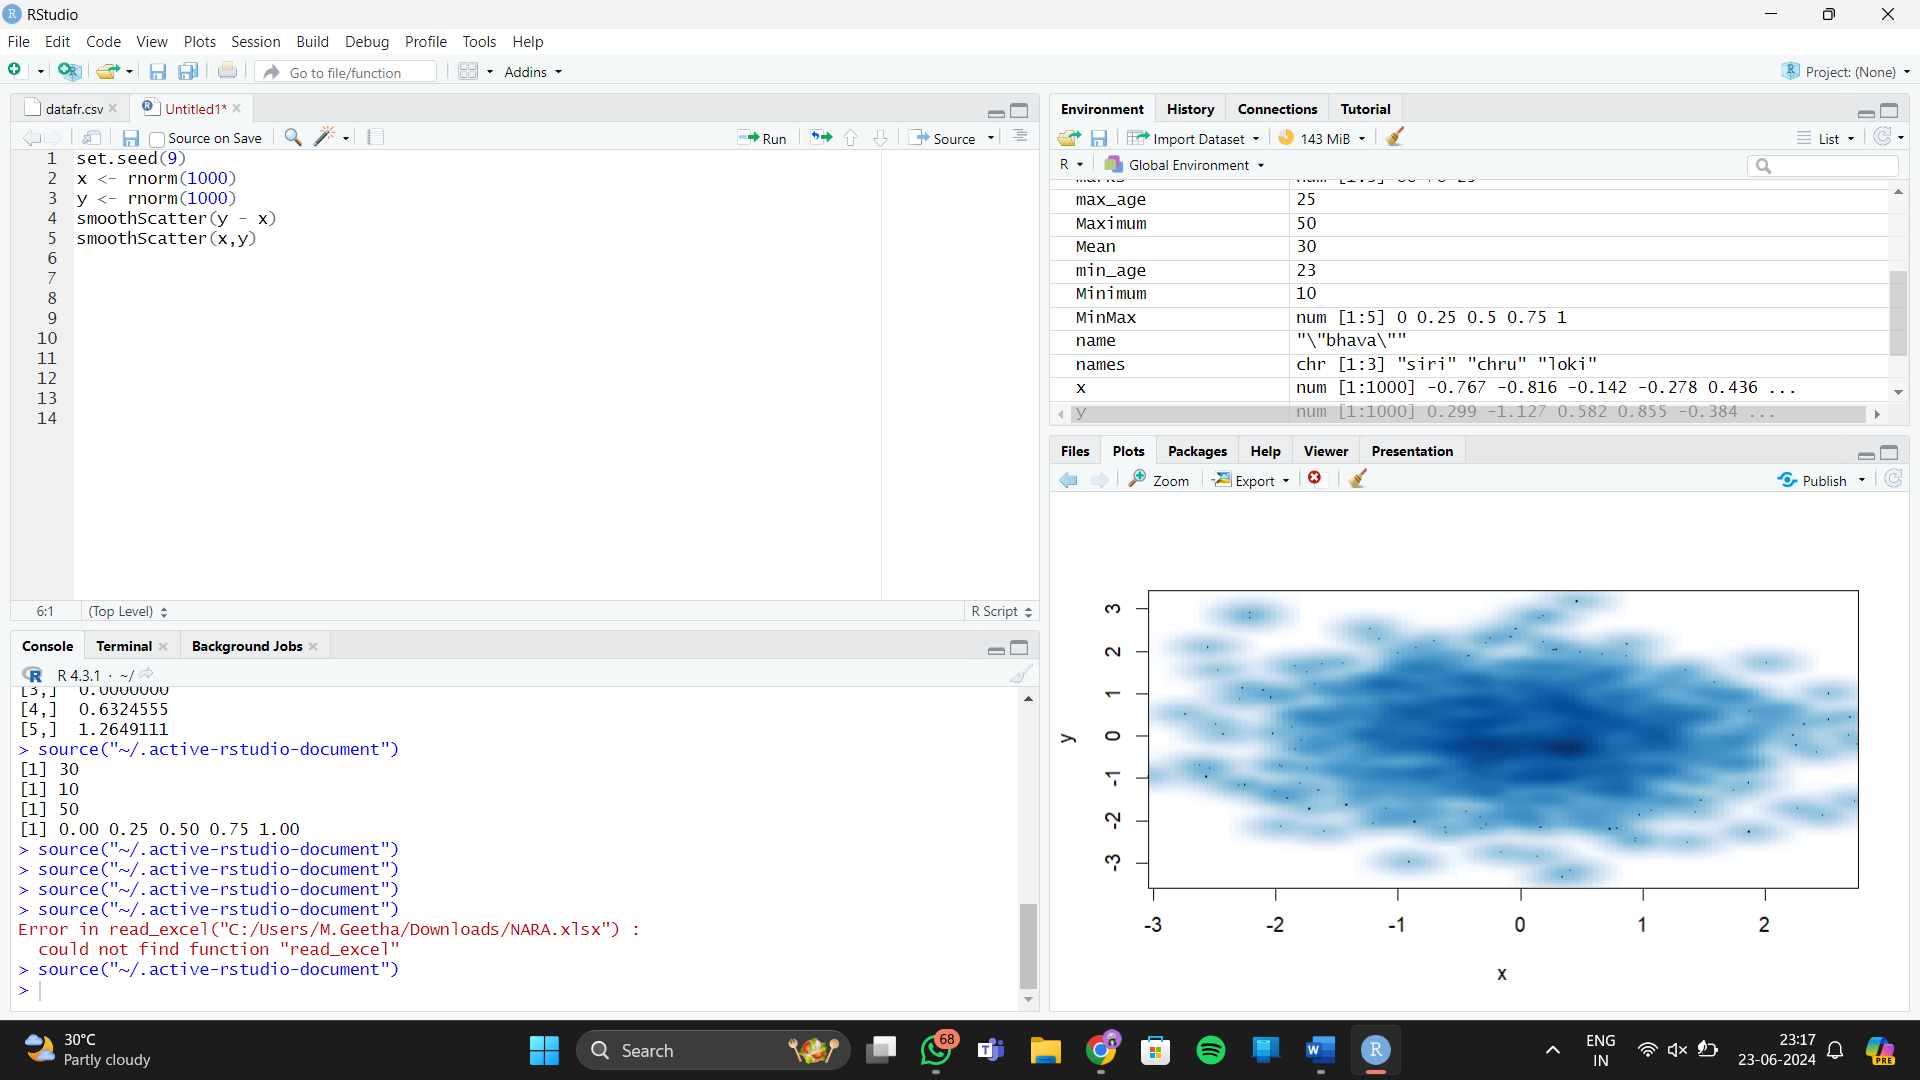 RStudio
File Edit Code View Plots Session Build Debug Profile Tools Help
Go to file/function Addins Project: (None)
datafr.csv Untitled1*
Source on Save Run Source
1 set.seed(9)
2 x <- rnorm(1000)
3 y <- rnorm(1000)
4 smoothScatter(y - x)
5 smoothScatter(x,y)
6
7
8
9
10
11
12
13
14
6:1 (Top Level) R Script
Console Terminal Background Jobs
R 4.3.1 · ~/
[3,] 0.0000000
[4,] 0.6324555
[5,] 1.2649111
> source("~/.active-rstudio-document")
[1] 30
[1] 10
[1] 50
[1] 0.00 0.25 0.50 0.75 1.00
> source("~/.active-rstudio-document")
> source("~/.active-rstudio-document")
> source("~/.active-rstudio-document")
> source("~/.active-rstudio-document")
Error in read_excel("C:/Users/M.Geetha/Downloads/NARA.xlsx") :
could not find function "read_excel"
> source("~/.active-rstudio-document")
>
Environment History Connections Tutorial
Import Dataset 143 MiB List
R Global Environment
max_age 25
Maximum 50
Mean 30
min_age 23
Minimum 10
MinMax num [1:5] 0 0.25 0.5 0.75 1
name "\"bhava\""
names chr [1:3] "siri" "chru" "loki"
x num [1:1000] -0.767 -0.816 -0.142 -0.278 0.436 ...
y num [1:1000] 0.299 -1.127 0.582 0.855 -0.384 ...
Files Plots Packages Help Viewer Presentation
Zoom Export Publish
3
2
1
0
-1
-2
-3
y
-3 -2 -1 0 1 2
x
30°C
Partly cloudy
Search
68
PRE
ENG
IN
23:17
23-06-2024